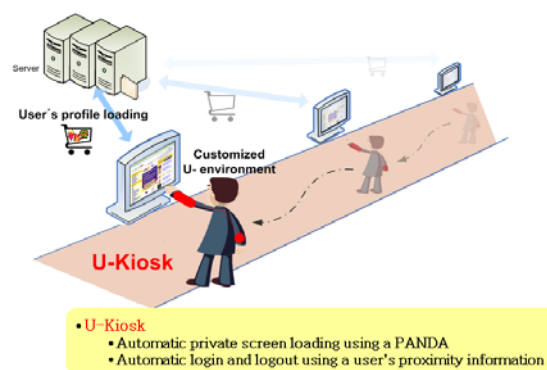 Server
User's profile loading
Customized
U- environment
U-Kiosk
• U-Kiosk
• Automatic private screen loading using a PANDA
• Automatic login and logout using a user's proximity information